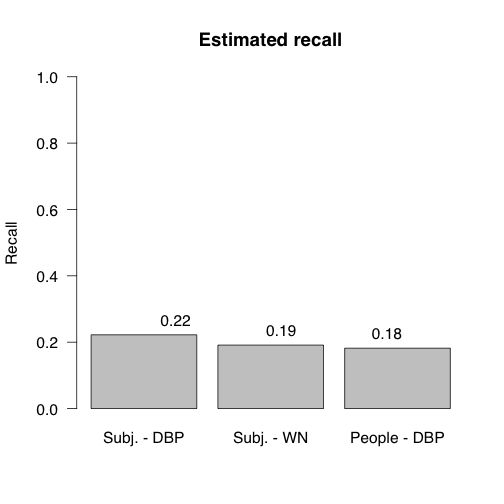 Estimated recall
1.0
0.8
0.6
0.4
0.2
0.0
Recall
0.22
0.19
0.18
Subj. - DBP
Subj. - WN
People - DBP